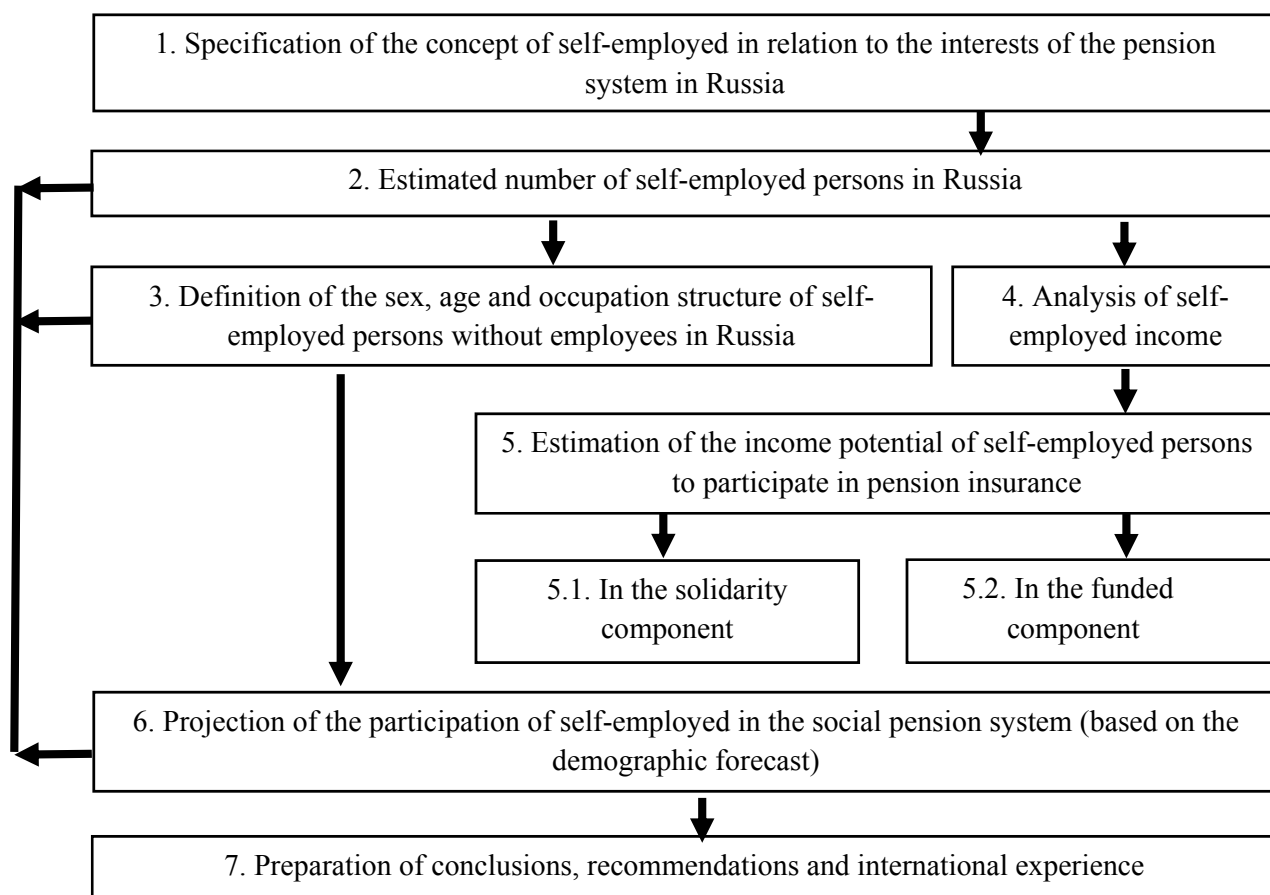 1. Specification of the concept of self-employed in relation to the interests of the pension
system in Russia
2. Estimated number of self-employed persons in Russia
3. Definition of the sex, age and occupation structure of self-
employed persons without employees in Russia
4. Analysis of self-
employed income
5. Estimation of the income potential of self-employed persons
to participate in pension insurance
5.1. In the solidarity
component
5.2. In the funded
component
6. Projection of the participation of self-employed in the social pension system (based on the
demographic forecast)
7. Preparation of conclusions, recommendations and international experience